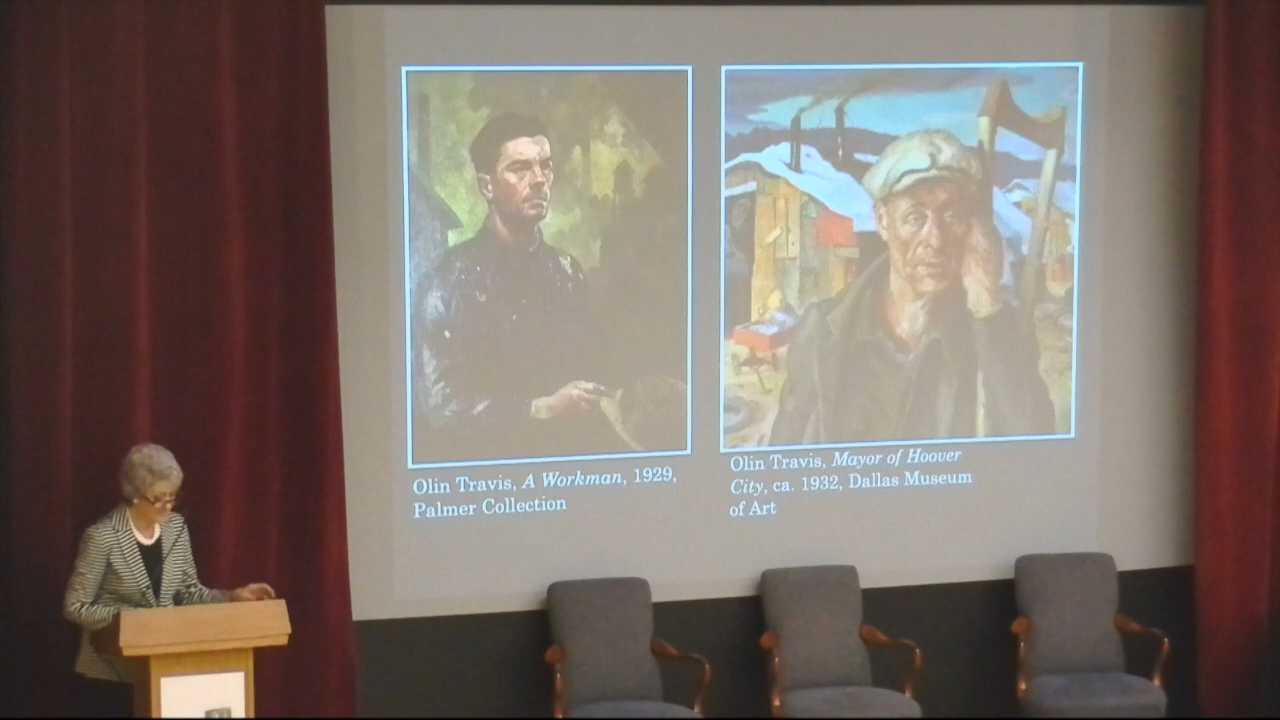 Olin Travis, A Workman, 1929,
Palmer Collection
Olin Travis, Mayor of Hoover
City, ca. 1932, Dallas Museum
of Art